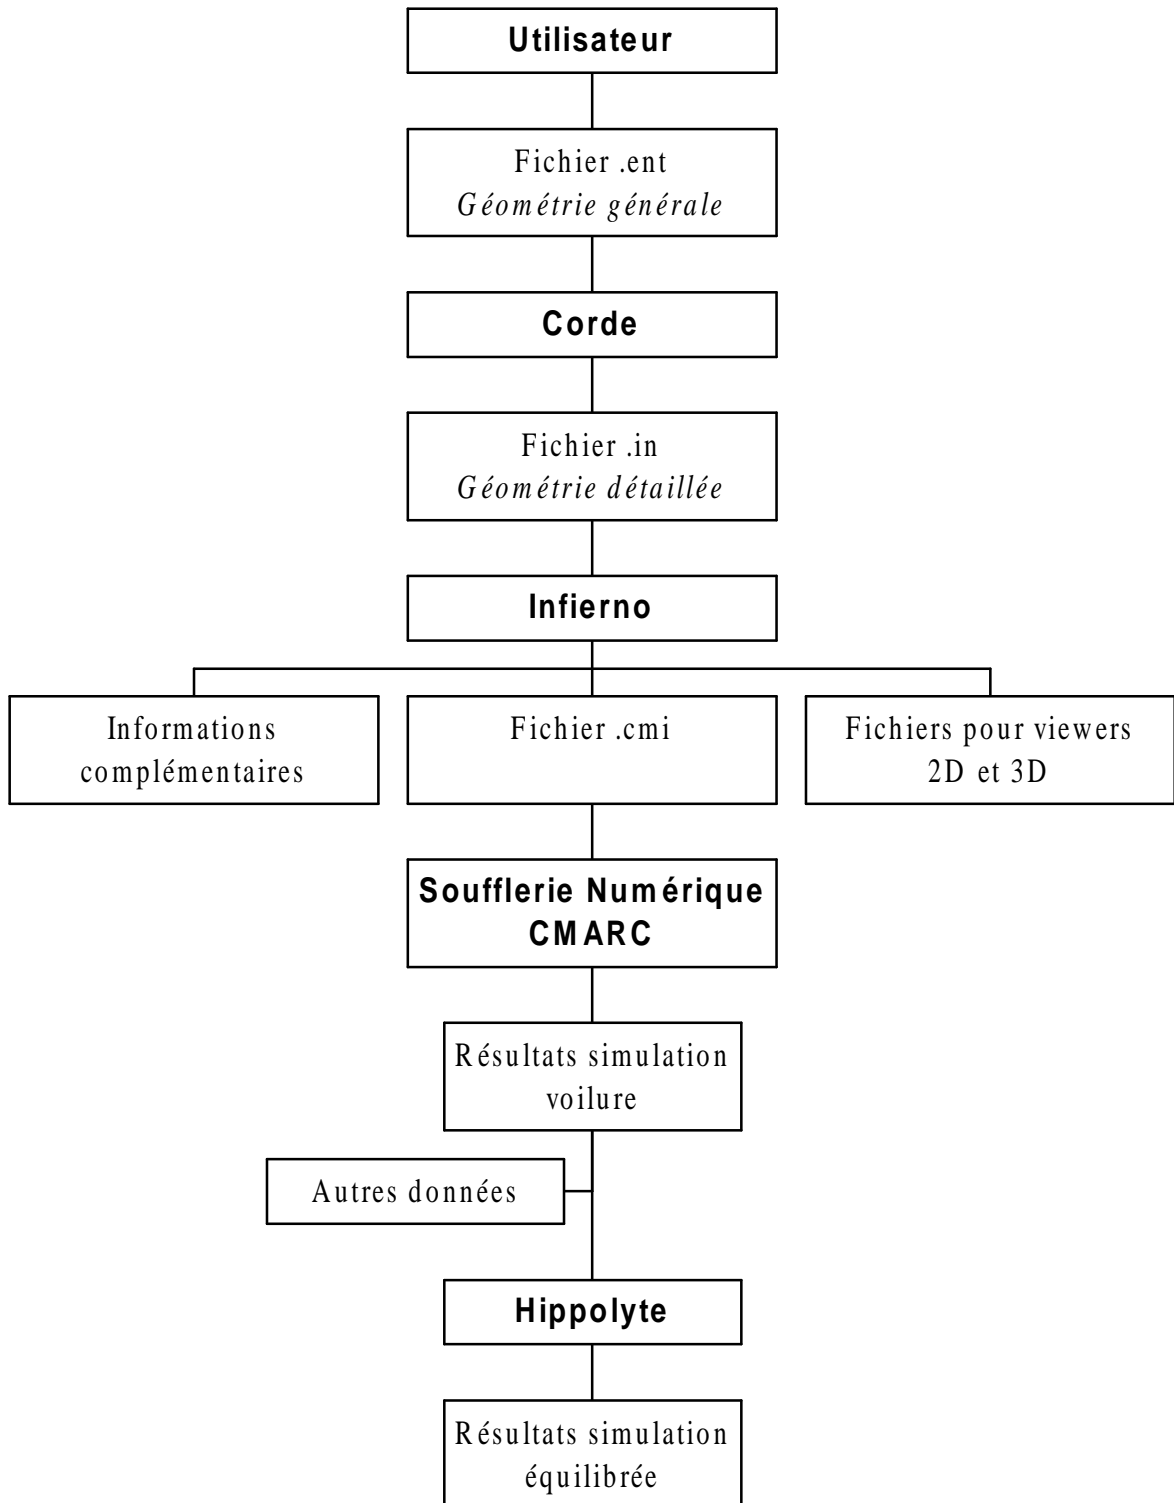 Utilisateur
Fichier .ent
Géométrie générale
Corde
Fichier .in
Géométrie détaillée
Infierno
Informations
complémentaires
Fichier .cmi
Fichiers pour viewers
2D et 3D
Soufflerie Numérique
CMARC
Résultats simulation
voilure
Autres données
Hippolyte
Résultats simulation
équilibrée